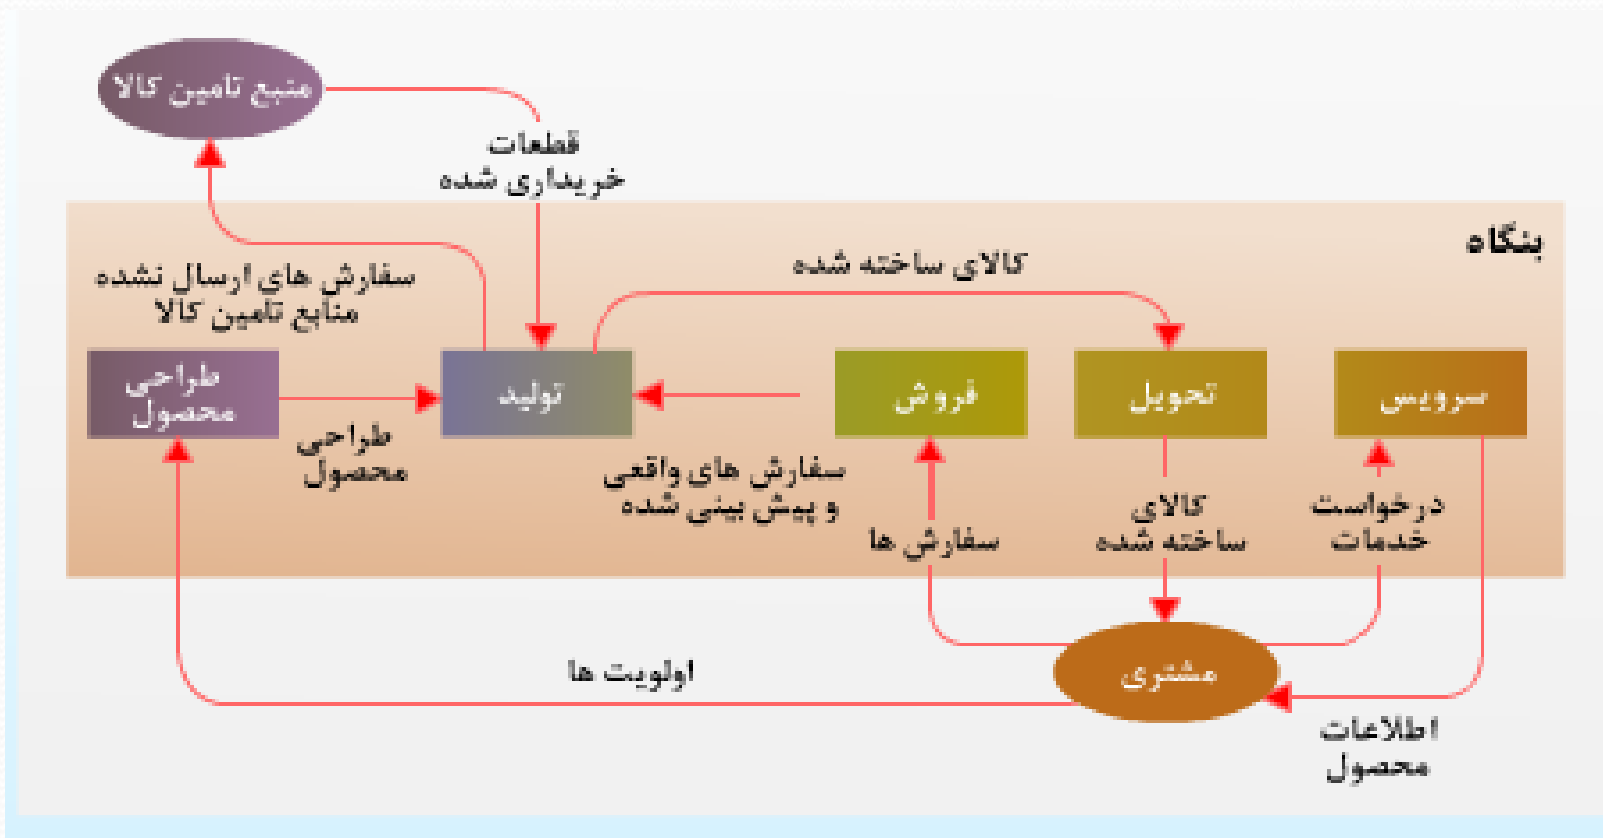 منبع تامین کالا
قطعات
خریداری شده
بنگاه
کالای ساخته شده
سفارش های ارسال نشده
منابع تامین کالا
سرویس
تحویل
فروش
تولید
طراحی
محصول
طراحی
محصول
سفارش های واقعی
و پیش بینی شده
درخواست
خدمات
کالای
ساخته شده
سفارش ها
مشتری
اولویت ها
اطلاعات
محصول